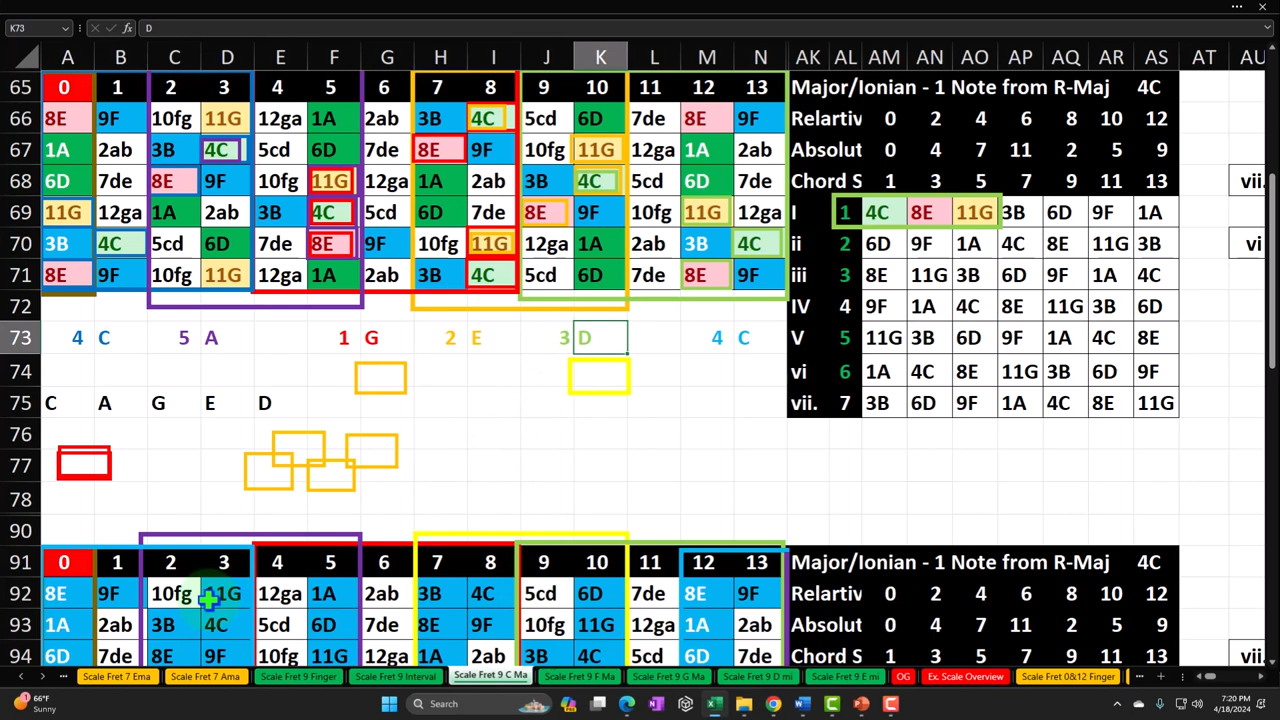 K73 fx D
A B C D E F G H I J K L M N AK AL AM AN AO AP AQ AR AS AT AU
65 0 1 2 3 4 5 6 7 8 9 10 11 12 13 Major/Ionian - 1 Note from R-Maj 4C
66 8E 9F 10fg 11G 12ga 1A 2ab 3B 4C 5cd 6D 7de 8E 9F Relartiv 0 2 4 6 8 10 12
67 1A 2ab 3B 4C 5cd 6D 7de 8E 9F 10fg 11G 12ga 1A 2ab Absolut 0 4 7 11 2 5 9
68 6D 7de 8E 9F 10fg 11G 12ga 1A 2ab 3B 4C 5cd 6D 7de Chord S 1 3 5 7 9 11 13 vii.
69 11G 12ga 1A 2ab 3B 4C 5cd 6D 7de 8E 9F 10fg 11G 12ga I 1 4C 8E 11G 3B 6D 9F 1A
70 3B 4C 5cd 6D 7de 8E 9F 10fg 11G 12ga 1A 2ab 3B 4C ii 2 6D 9F 1A 4C 8E 11G 3B vi
71 8E 9F 10fg 11G 12ga 1A 2ab 3B 4C 5cd 6D 7de 8E 9F iii 3 8E 11G 3B 6D 9F 1A 4C
72 IV 4 9F 1A 4C 8E 11G 3B 6D
73 4 C 5 A 1 G 2 E 3 D 4 C V 5 11G 3B 6D 9F 1A 4C 8E
74 vi 6 1A 4C 8E 11G 3B 6D 9F
75 C A G E D vii. 7 3B 6D 9F 1A 4C 8E 11G
76
77
78
90
91 0 1 2 3 4 5 6 7 8 9 10 11 12 13 Major/Ionian - 1 Note from R-Maj 4C
92 8E 9F 10fg 11G 12ga 1A 2ab 3B 4C 5cd 6D 7de 8E 9F Relartiv 0 2 4 6 8 10 12
93 1A 2ab 3B 4C 5cd 6D 7de 8E 9F 10fg 11G 12ga 1A 2ab Absolut 0 4 7 11 2 5 9
94 6D 7de 8E 9F 10fg 11G 12ga 1A 2ab 3B 4C 5cd 6D 7de Chord S 1 3 5 7 9 11 13 vii.
Scale Fret 7 Ema Scale Fret 7 Ama Scale Fret 9 Finger Scale Fret 9 Interval Scale Fret 9 C Ma Scale Fret 9 F Ma Scale Fret 9 G Ma Scale Fret 9 D mi Scale Fret 9 E mi OG Ex. Scale Overview Scale Fret 0&12 Finger
66°F
Sunny
Search
7:20 PM
4/18/2024